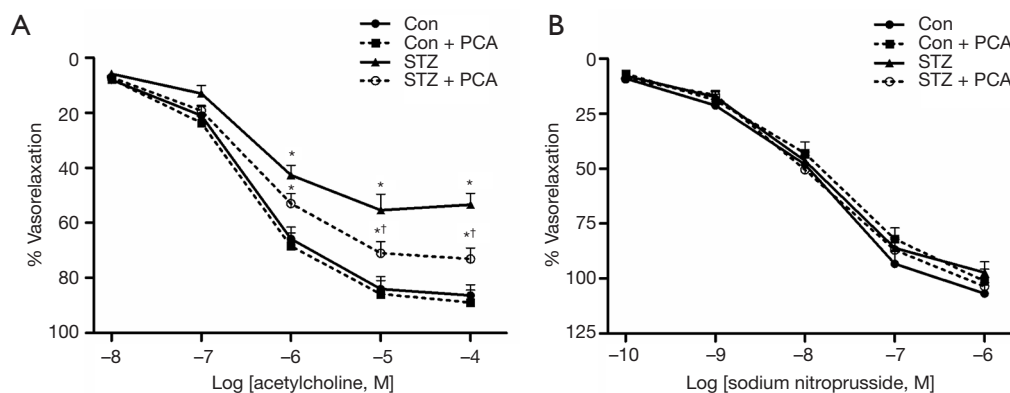 A
Con
Con + PCA
STZ
STZ + PCA
0
20
40
60
80
100
% Vasorelaxation
* 
*
*
*
*†
*†
–8
–7
–6
–5
–4
Log [acetylcholine, M]
B
Con
Con + PCA
STZ
STZ + PCA
0
25
50
75
100
125
% Vasorelaxation
–10
–9
–8
–7
–6
Log [sodium nitroprusside, M]